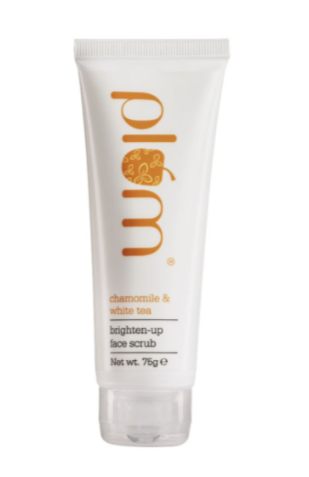 plum
®
chamomile &
white tea
brighten-up
face scrub
Net wt. 75g ℮